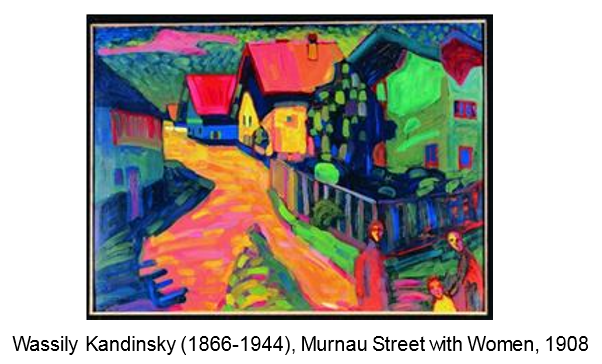 Wassily Kandinsky (1866-1944), Murnau Street with Women, 1908